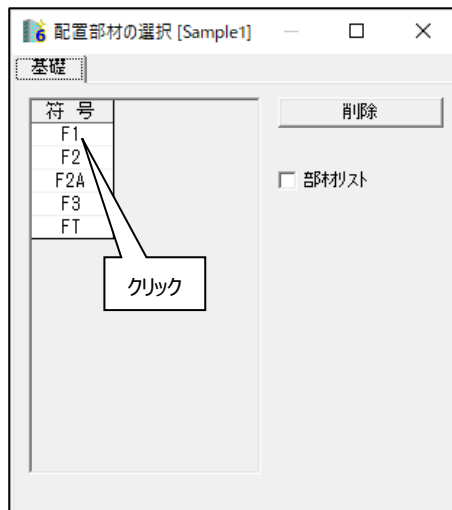 配置部材の選択 [Sample1]
基礎
符 号
F1
F2
F2A
F3
FT
削除
部材リスト
クリック